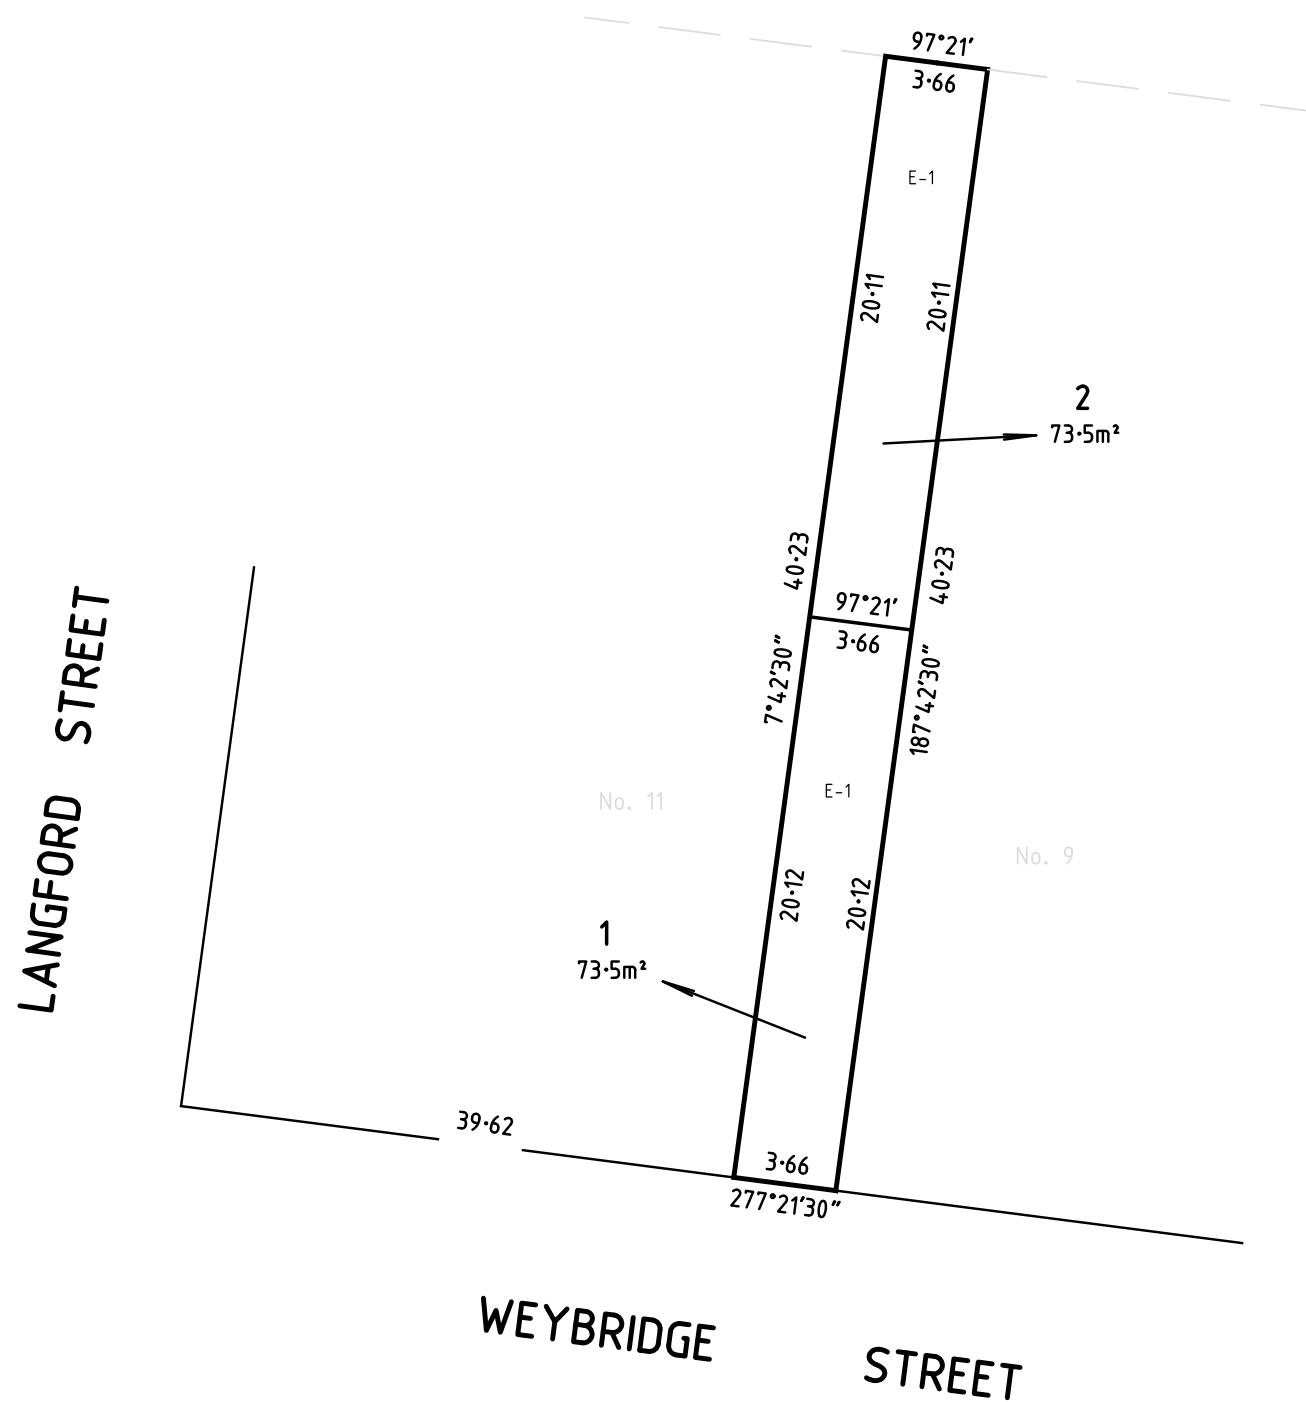 97°21′
3·66
E-1
20·11
20·11
2
73·5m²
40·23
40·23
97°21′
3·66
7°42′30″
187°42′30″
LANGFORD STREET
E-1
No. 11
No. 9
20·12
20·12
1
73·5m²
39·62
3·66
277°21′30″
WEYBRIDGE STREET